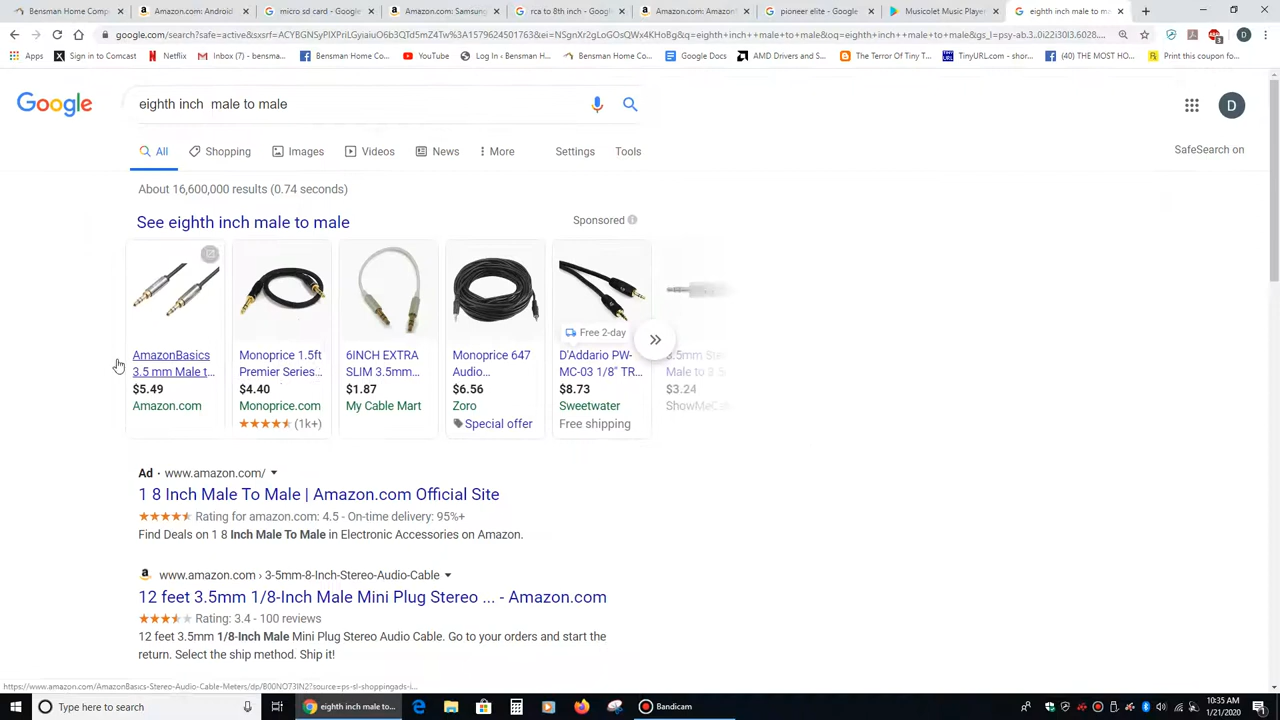 Amazon.com: Android
micro sd card - Google
Amazon.com: Samsung
rca to 8th inch - Googl
Amazon.com: Amazon
pioneer elite - Google
Musicolet Music Player
eighth inch male to ma
google.com/search?safe=active&sxsrf=ACYBGNSyPIXPriLGyiaiuO6b3QTd5mZT4w%3A1579624501763&ei=NSgnXr2gLoGOsQWx4KHoBg&q=eighth+inch++male+to+male&oq=eighth+inch++male+to+male&gs_l=psy-ab.3..0i22i3
Apps
Sign in to Comcast
Netflix
Inbox (7) - bensma...
Facebook
Bensman Home Co...
YouTube
Log In ‹ Bensman H...
Bensman Home Co...
Google Docs
AMD Drivers and S...
The Terror Of Tiny T...
TinyURL.com - shor...
(40) THE MOST HO...
Print this coupon fo...
Google
eighth inch  male to male
D
All
Shopping
Images
Videos
News
More
Settings
Tools
SafeSearch on
About 16,600,000 results (0.74 seconds)
See eighth inch male to male
Sponsored
AmazonBasics
3.5 mm Male t...
$5.49
Amazon.com
Monoprice 1.5ft
Premier Series...
$4.40
Monoprice.com
(1k+)
6INCH EXTRA
SLIM 3.5mm...
$1.87
My Cable Mart
Monoprice 647
Audio...
$6.56
Zoro
Special offer
Free 2-day
D'Addario PW-
MC-03 1/8" TR...
$8.73
Sweetwater
Free shipping
3.5mm Ste
Male to 3.5
$3.24
ShowMeCa
Ad · www.amazon.com/
1 8 Inch Male To Male | Amazon.com Official Site
Rating for amazon.com: 4.5 - On-time delivery: 95%+
Find Deals on 1 8 Inch Male To Male in Electronic Accessories on Amazon.
www.amazon.com › 3-5mm-8-Inch-Stereo-Audio-Cable
12 feet 3.5mm 1/8-Inch Male Mini Plug Stereo ... - Amazon.com
Rating: 3.4 - 100 reviews
12 feet 3.5mm 1/8-Inch Male Mini Plug Stereo Audio Cable. Go to your orders and start the
return. Select the ship method. Ship it!
https://www.amazon.com/AmazonBasics-Stereo-Audio-Cable-Meters/dp/B00NO73IN2?source=ps-sl-shoppingads-l...
Type here to search
eighth inch male to...
Bandicam
10:35 AM
1/21/2020